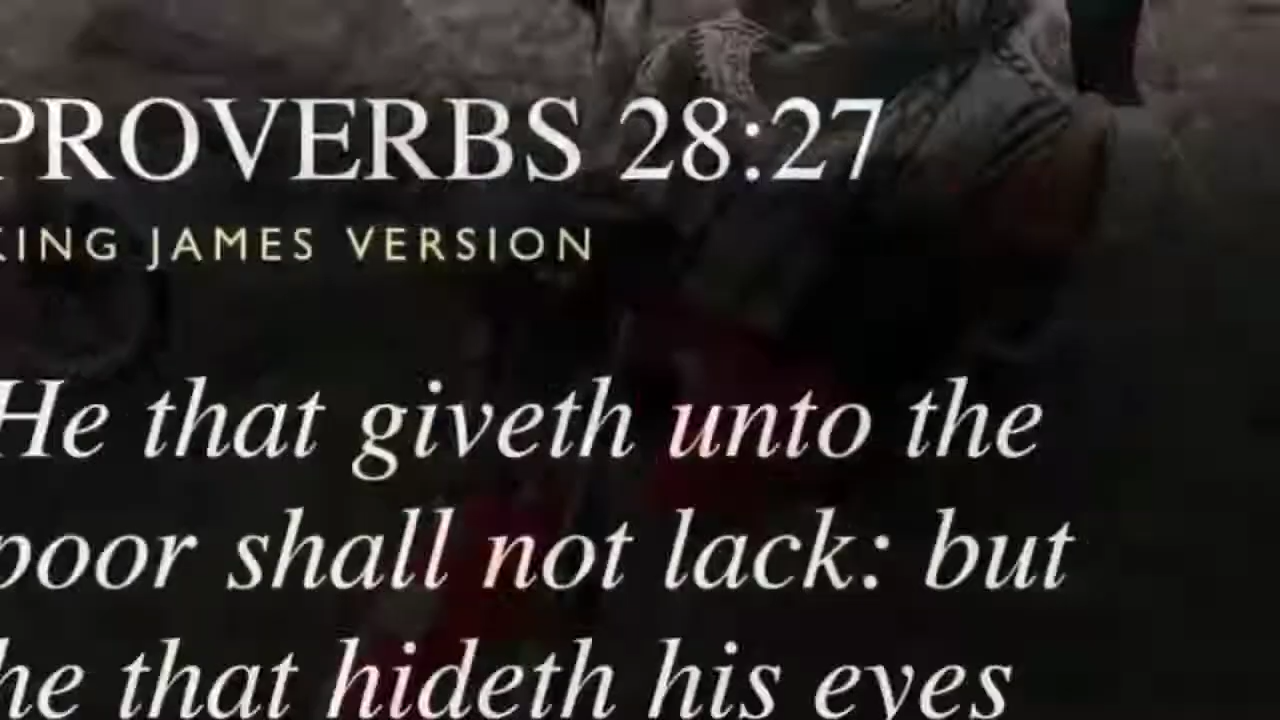 PROVERBS 28:27
KING JAMES VERSION
He that giveth unto the
poor shall not lack: but
he that hideth his eyes